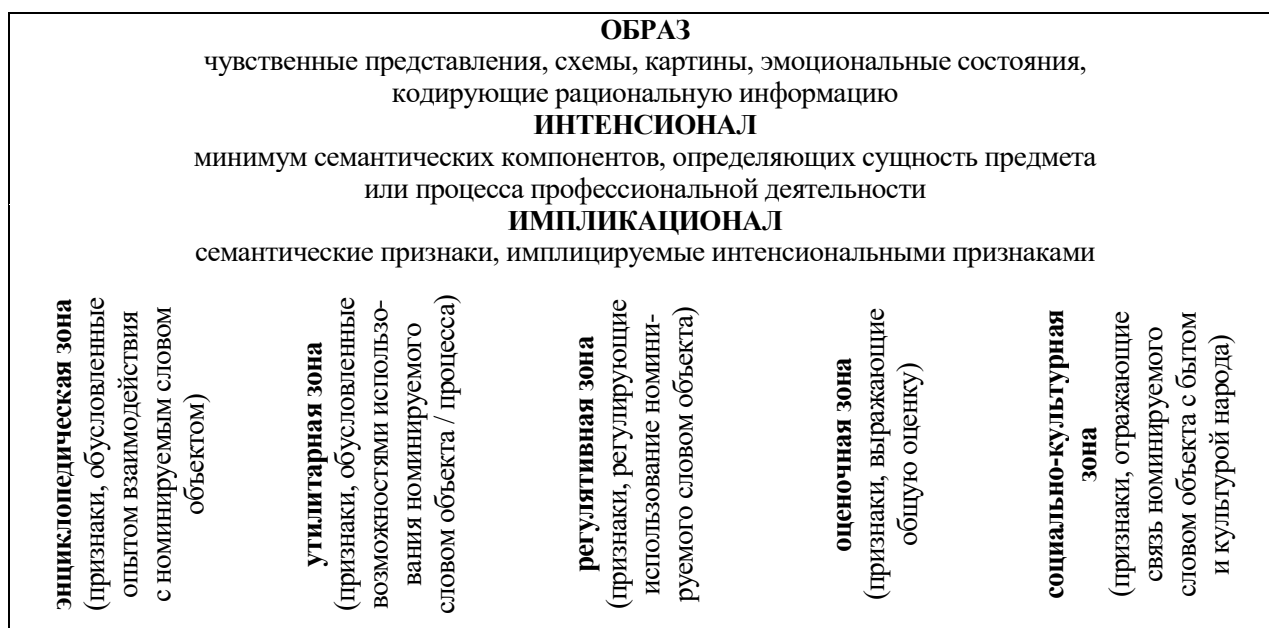 ОБРАЗ
чувственные представления, схемы, картины, эмоциональные состояния,
кодирующие рациональную информацию
ИНТЕНСИОНАЛ
минимум семантических компонентов, определяющих сущность предмета
или процесса профессиональной деятельности
ИМПЛИКАЦИОНАЛ
семантические признаки, имплицируемые интенсиональными признаками
энциклопедическая зона
(признаки, обусловленные
опытом взаимодействия
с номинируемым словом
объектом)
утилитарная зона
(признаки, обусловленные
возможностями использо-
вания номинируемого
словом объекта / процесса)
регулятивная зона
(признаки, регулирующие
использование номини-
руемого словом объекта)
оценочная зона
(признаки, выражающие
общую оценку)
социально-культурная
зона
(признаки, отражающие
связь номинируемого
словом объекта с бытом
и культурой народа)